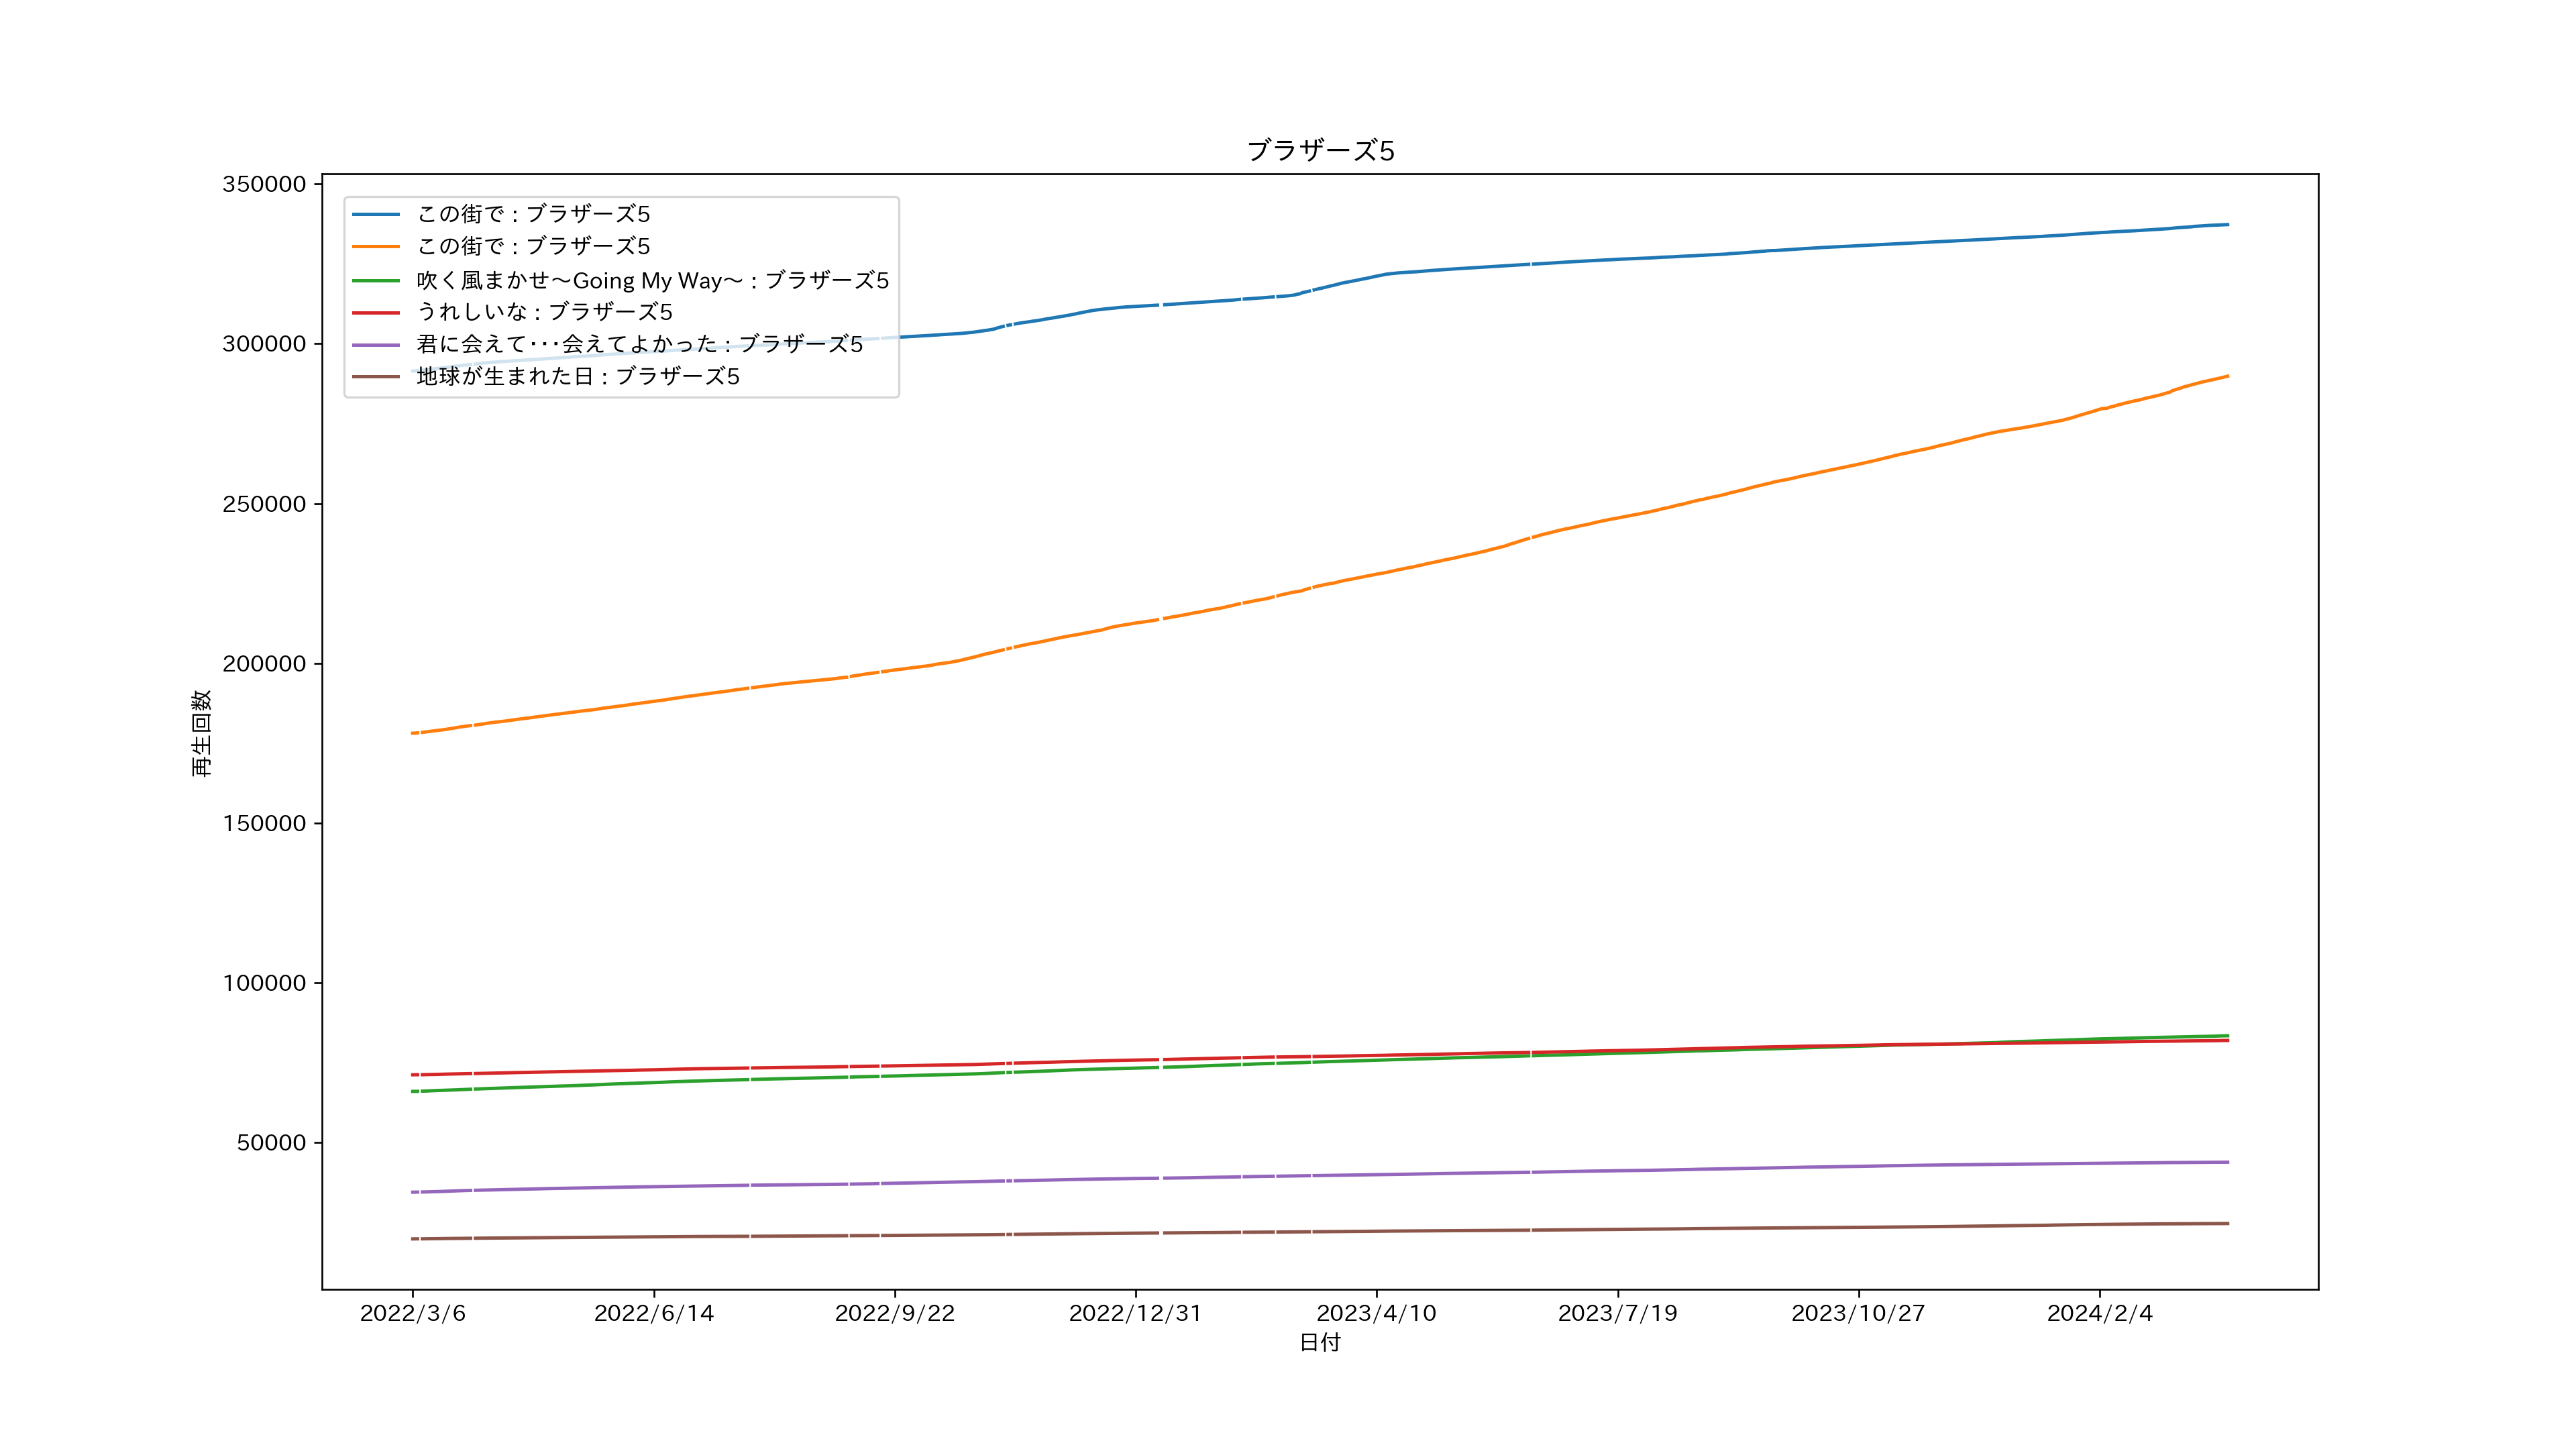 ブラザーズ5
350000
300000
250000
200000
150000
100000
50000
再生回数
この街で : ブラザーズ5
この街で : ブラザーズ5
吹く風まかせ～Going My Way～ : ブラザーズ5
うれしいな : ブラザーズ5
君に会えて･･･会えてよかった : ブラザーズ5
地球が生まれた日 : ブラザーズ5
2022/3/6 2022/6/14 2022/9/22 2022/12/31 2023/4/10 2023/7/19 2023/10/27 2024/2/4
日付